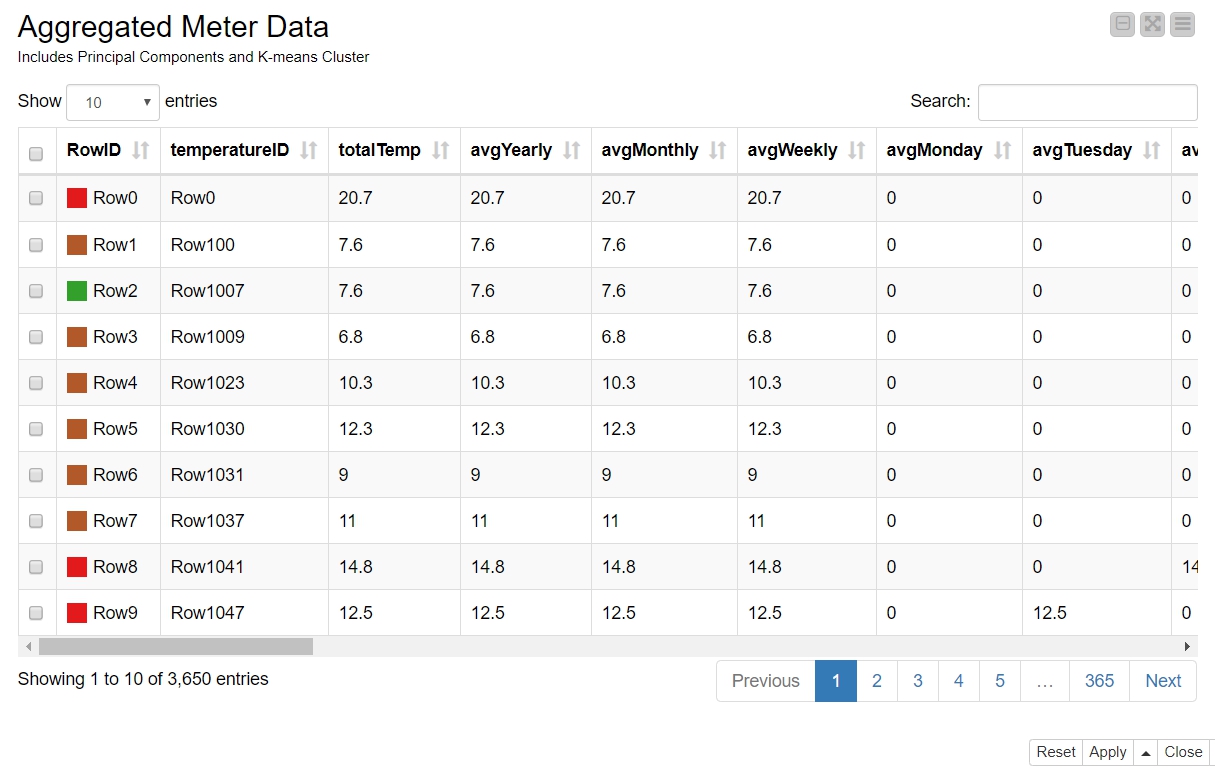 Aggregated Meter Data
Includes Principal Components and K-means Cluster
Show 10 entries Search:
RowID temperatureID totalTemp avgYearly avgMonthly avgWeekly avgMonday avgTuesday
Row0 Row0 20.7 20.7 20.7 20.7 0 0 0
Row1 Row100 7.6 7.6 7.6 7.6 0 0 0
Row2 Row1007 7.6 7.6 7.6 7.6 0 0 0
Row3 Row1009 6.8 6.8 6.8 6.8 0 0 0
Row4 Row1023 10.3 10.3 10.3 10.3 0 0 0
Row5 Row1030 12.3 12.3 12.3 12.3 0 0 0
Row6 Row1031 9 9 9 9 0 0 0
Row7 Row1037 11 11 11 11 0 0 0
Row8 Row1041 14.8 14.8 14.8 14.8 0 0 14
Row9 Row1047 12.5 12.5 12.5 12.5 0 12.5 0
Showing 1 to 10 of 3,650 entries Previous 1 2 3 4 5 … 365 Next
Reset Apply Close